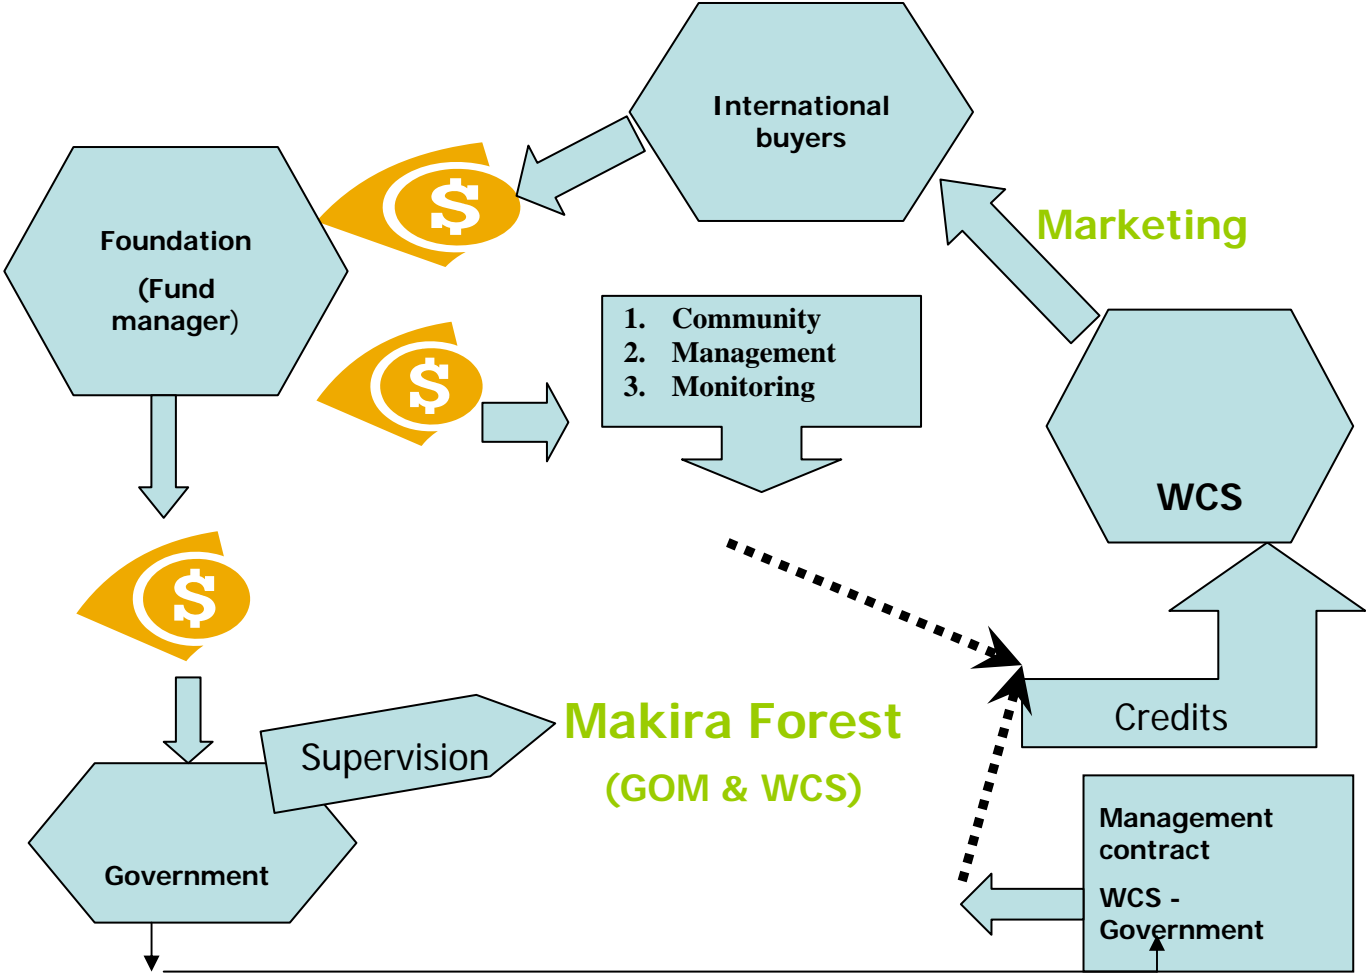 International
buyers
$
Foundation
(Fund
manager)
Marketing
1. Community
2. Management
3. Monitoring
$
WCS
$
Makira Forest
Supervision
(GOM & WCS)
Credits
Government
Management
contract
WCS -
Government